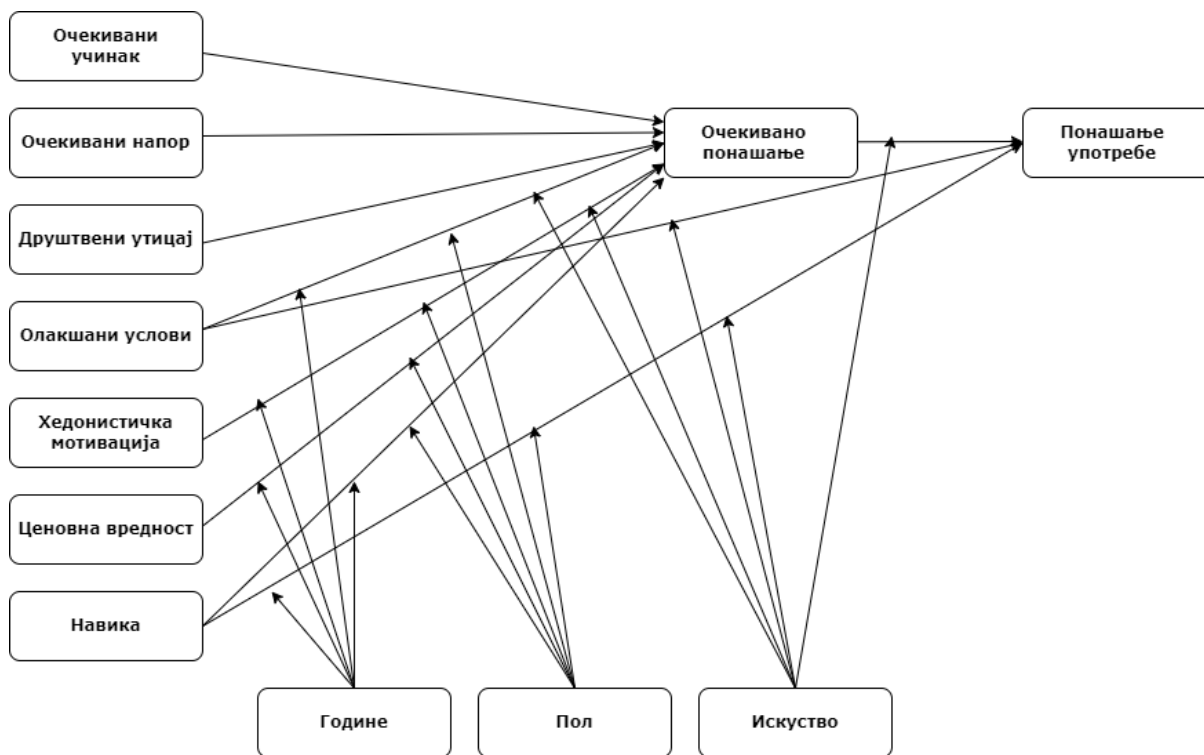 Очекивани
учинак
Очекивани напор
Друштвени утицај
Олакшани услови
Хедонистичка
мотивација
Ценовна вредност
Навика
Очекивано
понашање
Понашање
употребе
Године
Пол
Искуство